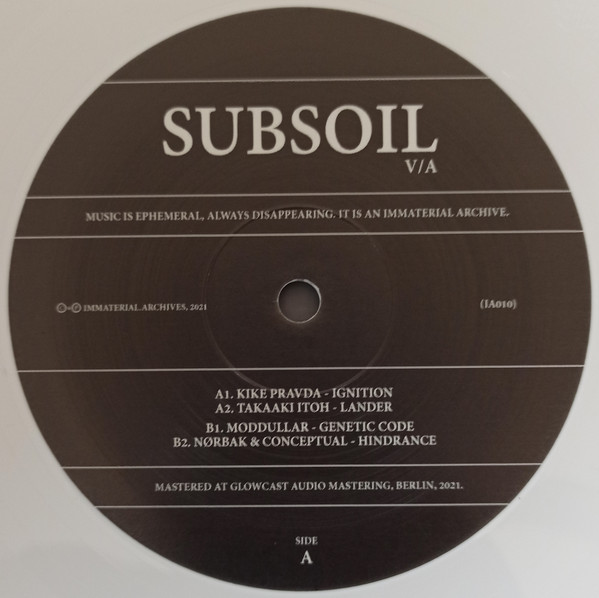 SUBSOIL
V/A
MUSIC IS EPHEMERAL, ALWAYS DISAPPEARING. IT IS AN IMMATERIAL ARCHIVE.
©+℗ IMMATERIAL.ARCHIVES, 2021
(IA010)
A1. KIKE PRAVDA - IGNITION
A2. TAKAAKI ITOH - LANDER
B1. MODDULLAR - GENETIC CODE
B2. NØRBAK & CONCEPTUAL - HINDRANCE
MASTERED AT GLOWCAST AUDIO MASTERING, BERLIN, 2021.
SIDE
A